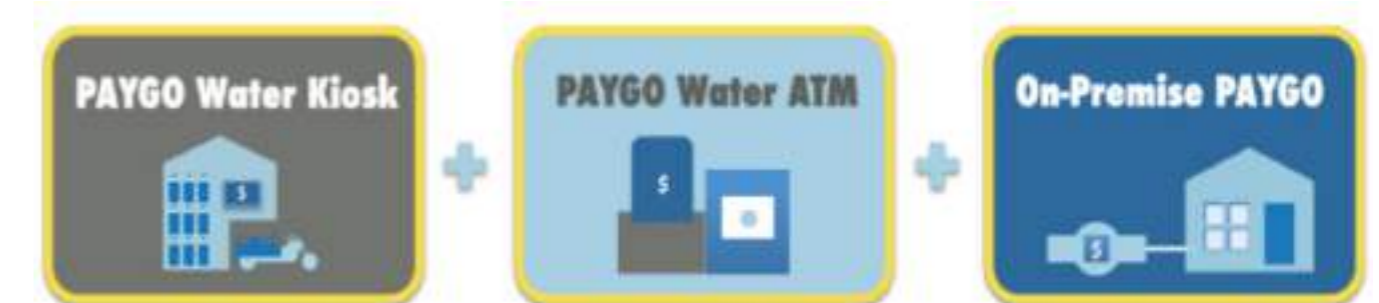 PAYGO Water Kiosk
PAYGO Water ATM
On-Premise PAYGO
$
$
$